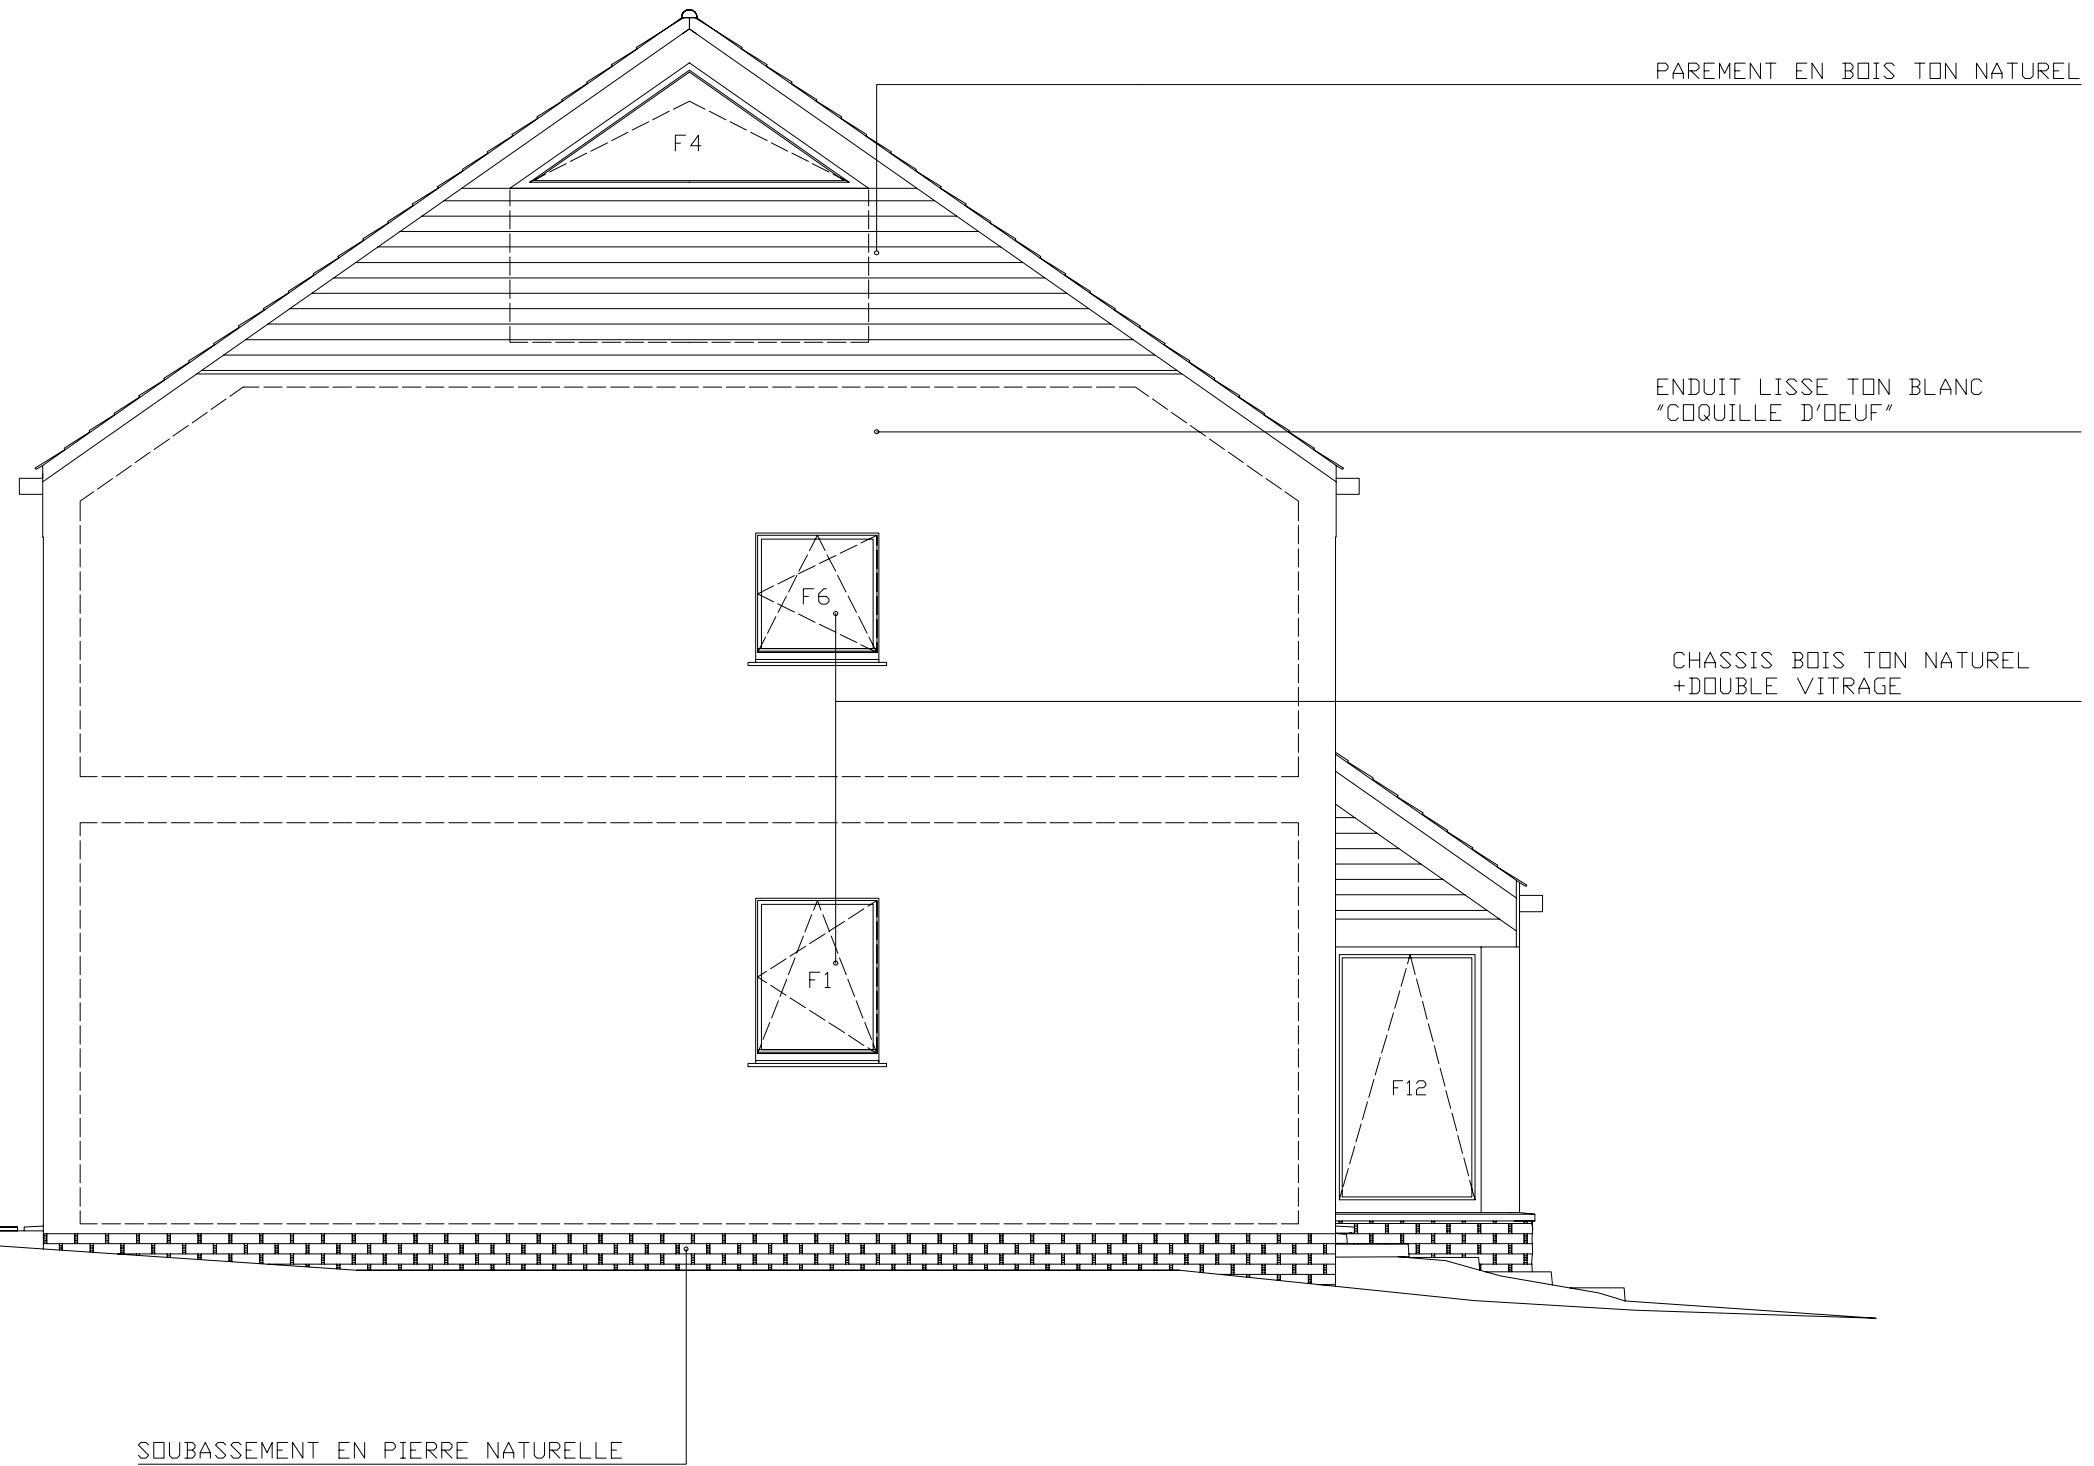 PAREMENT EN BOIS TON NATUREL
F4
ENDUIT LISSE TON BLANC
"COQUILLE D'OEUF"
F6
CHASSIS BOIS TON NATUREL
+DOUBLE VITRAGE
F1
F12
SOUBASSEMENT EN PIERRE NATURELLE